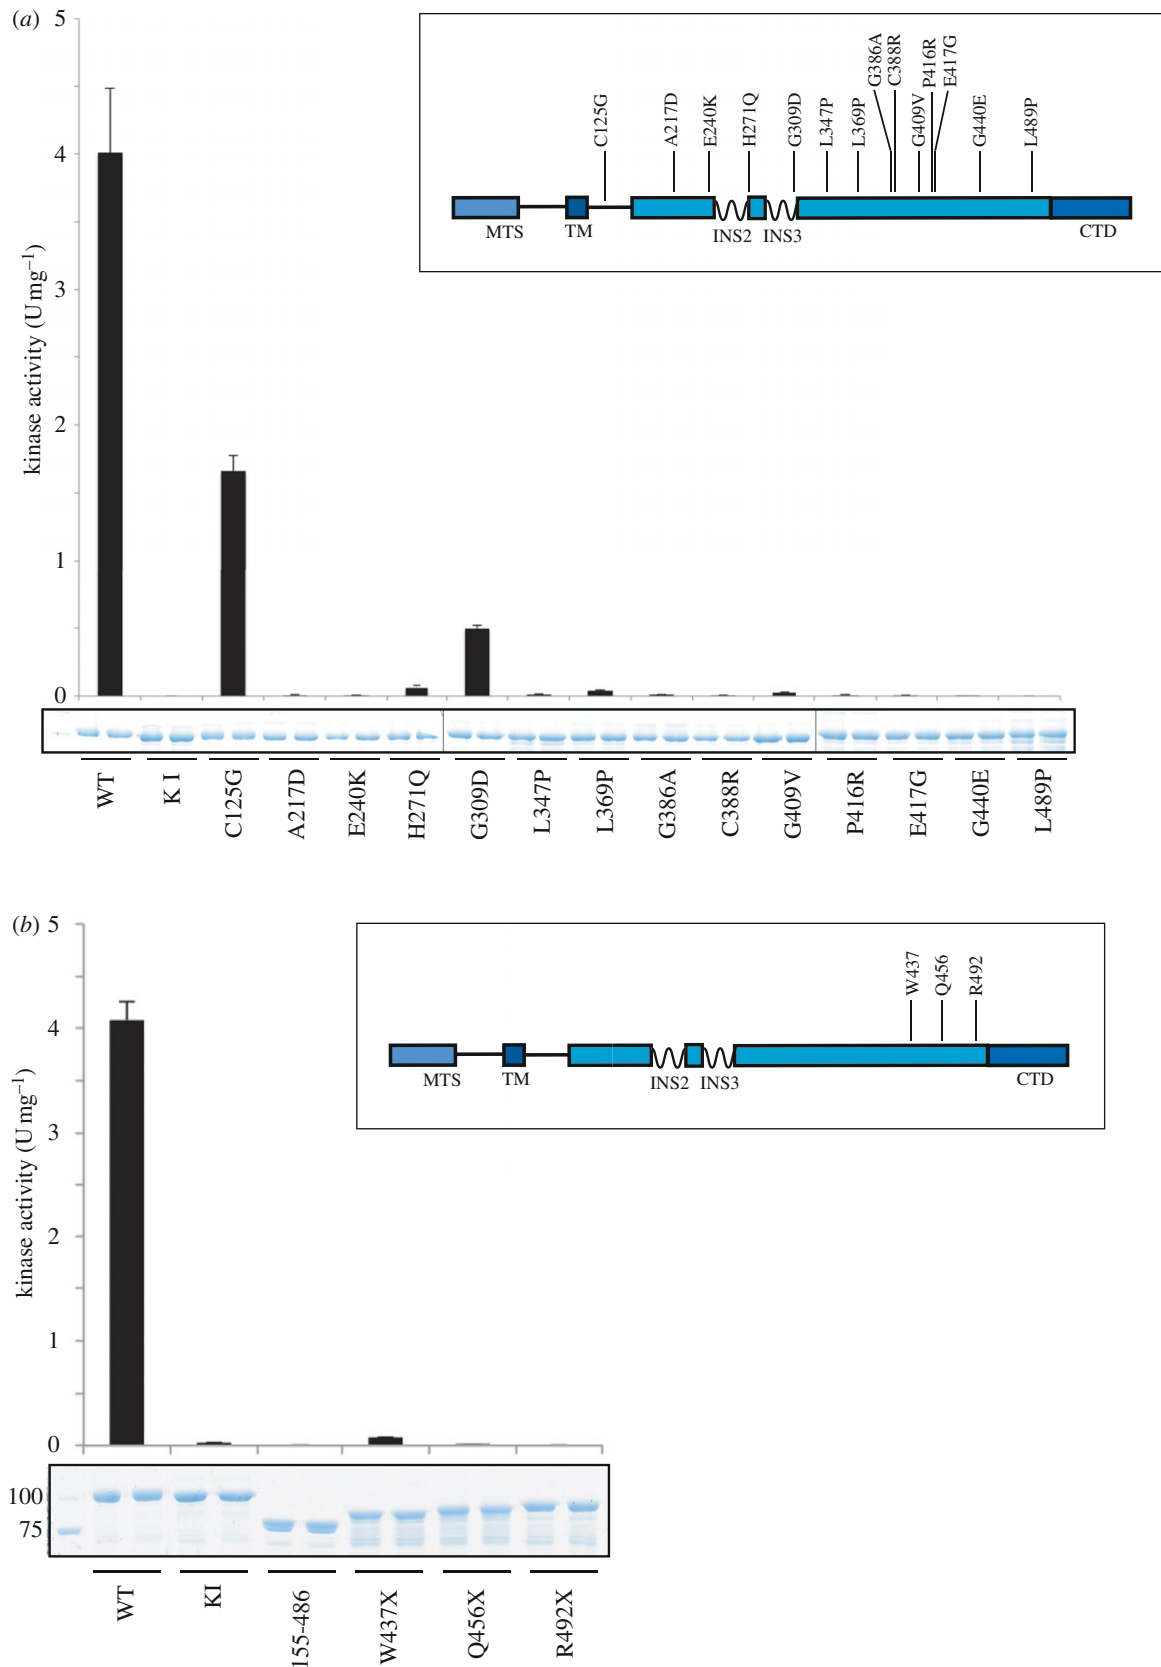 (a)
5
4
3
2
1
0
kinase activity (U mg−1)
C125G
A217D
E240K
H271Q
G309D
L347P
L369P
G386A
C388R
G409V
P416R
E417G
G440E
L489P
MTS
TM
INS2
INS3
CTD
WT
K I
C125G
A217D
E240K
H271Q
G309D
L347P
L369P
G386A
C388R
G409V
P416R
E417G
G440E
L489P
(b)
5
4
3
2
1
0
kinase activity (U mg−1)
W437
Q456
R492
MTS
TM
INS2
INS3
CTD
100
75
WT
KI
155-486
W437X
Q456X
R492X